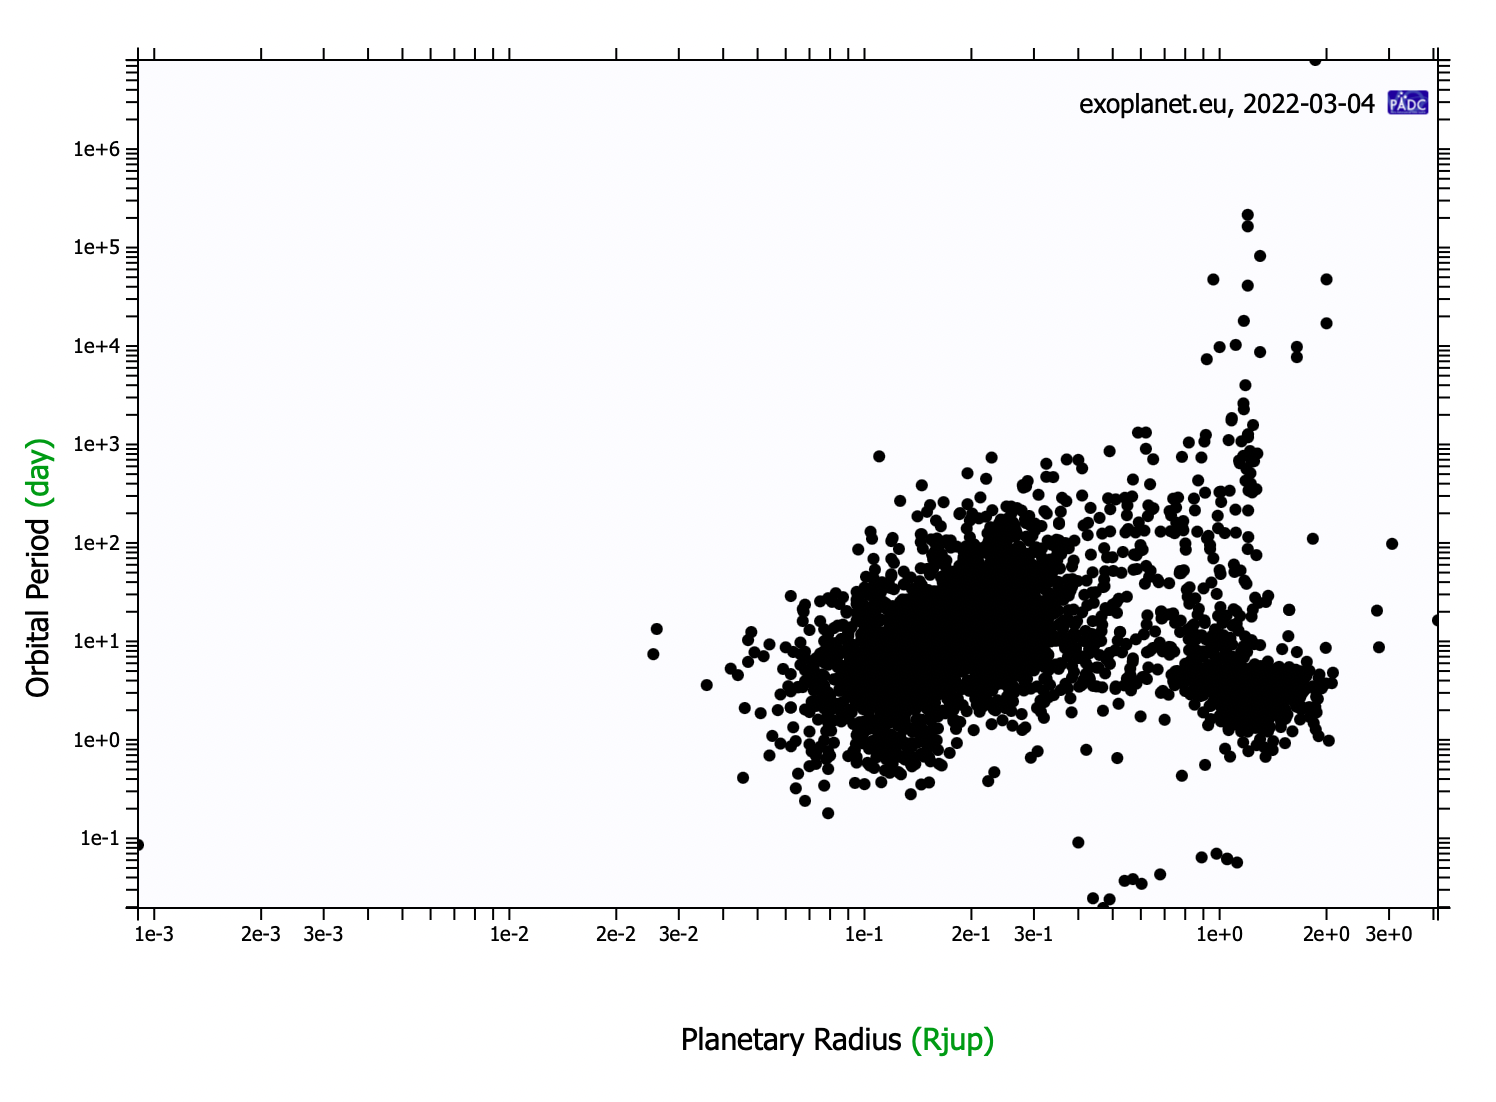 exoplanet.eu, 2022-03-04 PADC
1e+6
1e+5
1e+4
1e+3
1e+2
1e+1
1e+0
1e-1
Orbital Period (day)
1e-3 2e-3 3e-3 1e-2 2e-2 3e-2 1e-1 2e-1 3e-1 1e+0 2e+0 3e+0
Planetary Radius (Rjup)